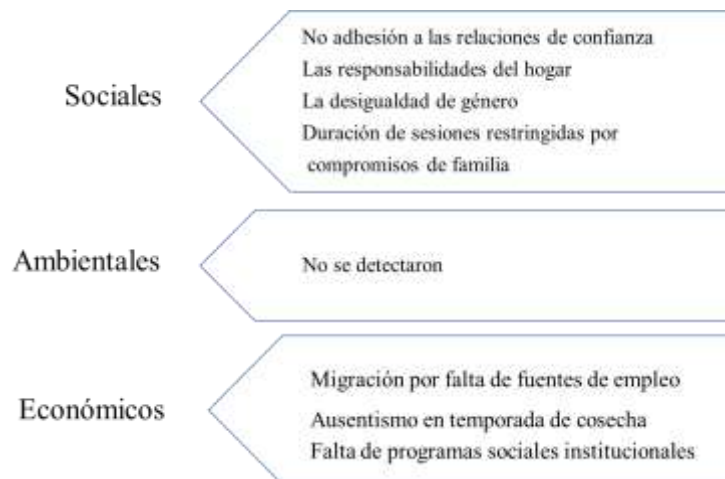 Sociales
No adhesión a las relaciones de confianza
Las responsabilidades del hogar
La desigualdad de género
Duración de sesiones restringidas por
compromisos de familia
Ambientales
No se detectaron
Económicos
Migración por falta de fuentes de empleo
Ausentismo en temporada de cosecha
Falta de programas sociales institucionales